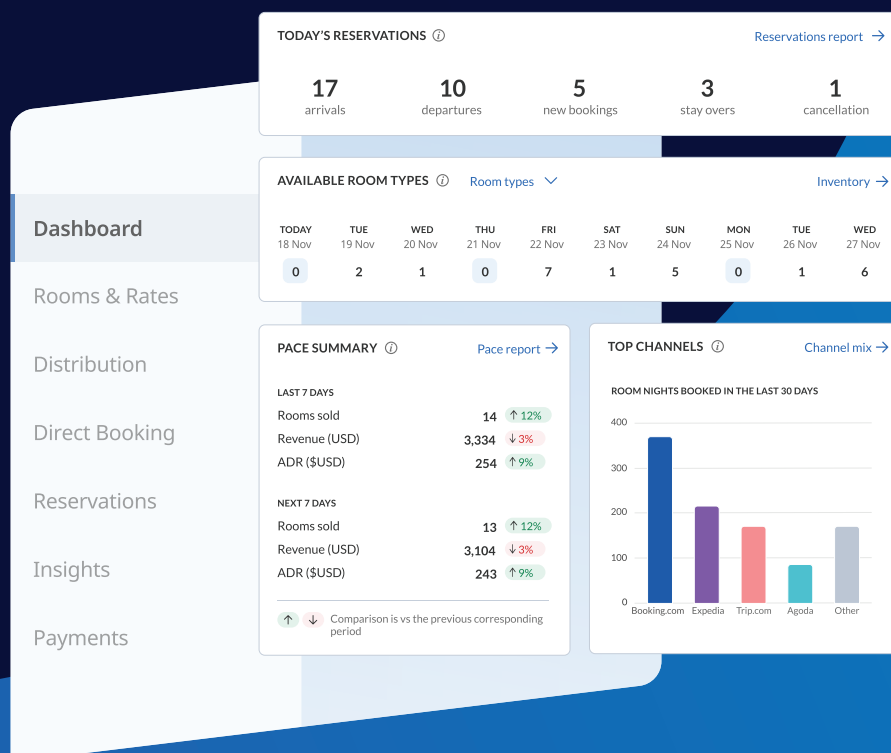 TODAY’S RESERVATIONS
Reservations report
17 10 5 3 1
arrivals departures new bookings stay overs cancellation
AVAILABLE ROOM TYPES Room types Inventory
TODAY TUE WED THU FRI SAT SUN MON TUE WED
18 Nov 19 Nov 20 Nov 21 Nov 22 Nov 23 Nov 24 Nov 25 Nov 26 Nov 27 Nov
0 2 1 0 7 1 5 0 1 6
Dashboard
Rooms & Rates
Distribution
Direct Booking
Reservations
Insights
Payments
PACE SUMMARY Pace report
LAST 7 DAYS
Rooms sold 14 ↑ 12%
Revenue (USD) 3,334 ↓ 3%
ADR ($USD) 254 ↑ 9%
NEXT 7 DAYS
Rooms sold 13 ↑ 12%
Revenue (USD) 3,104 ↓ 3%
ADR ($USD) 243 ↑ 9%
Comparison is vs the previous corresponding
period
TOP CHANNELS Channel mix
ROOM NIGHTS BOOKED IN THE LAST 30 DAYS
400
300
200
100
0
Booking.com Expedia Trip.com Agoda Other